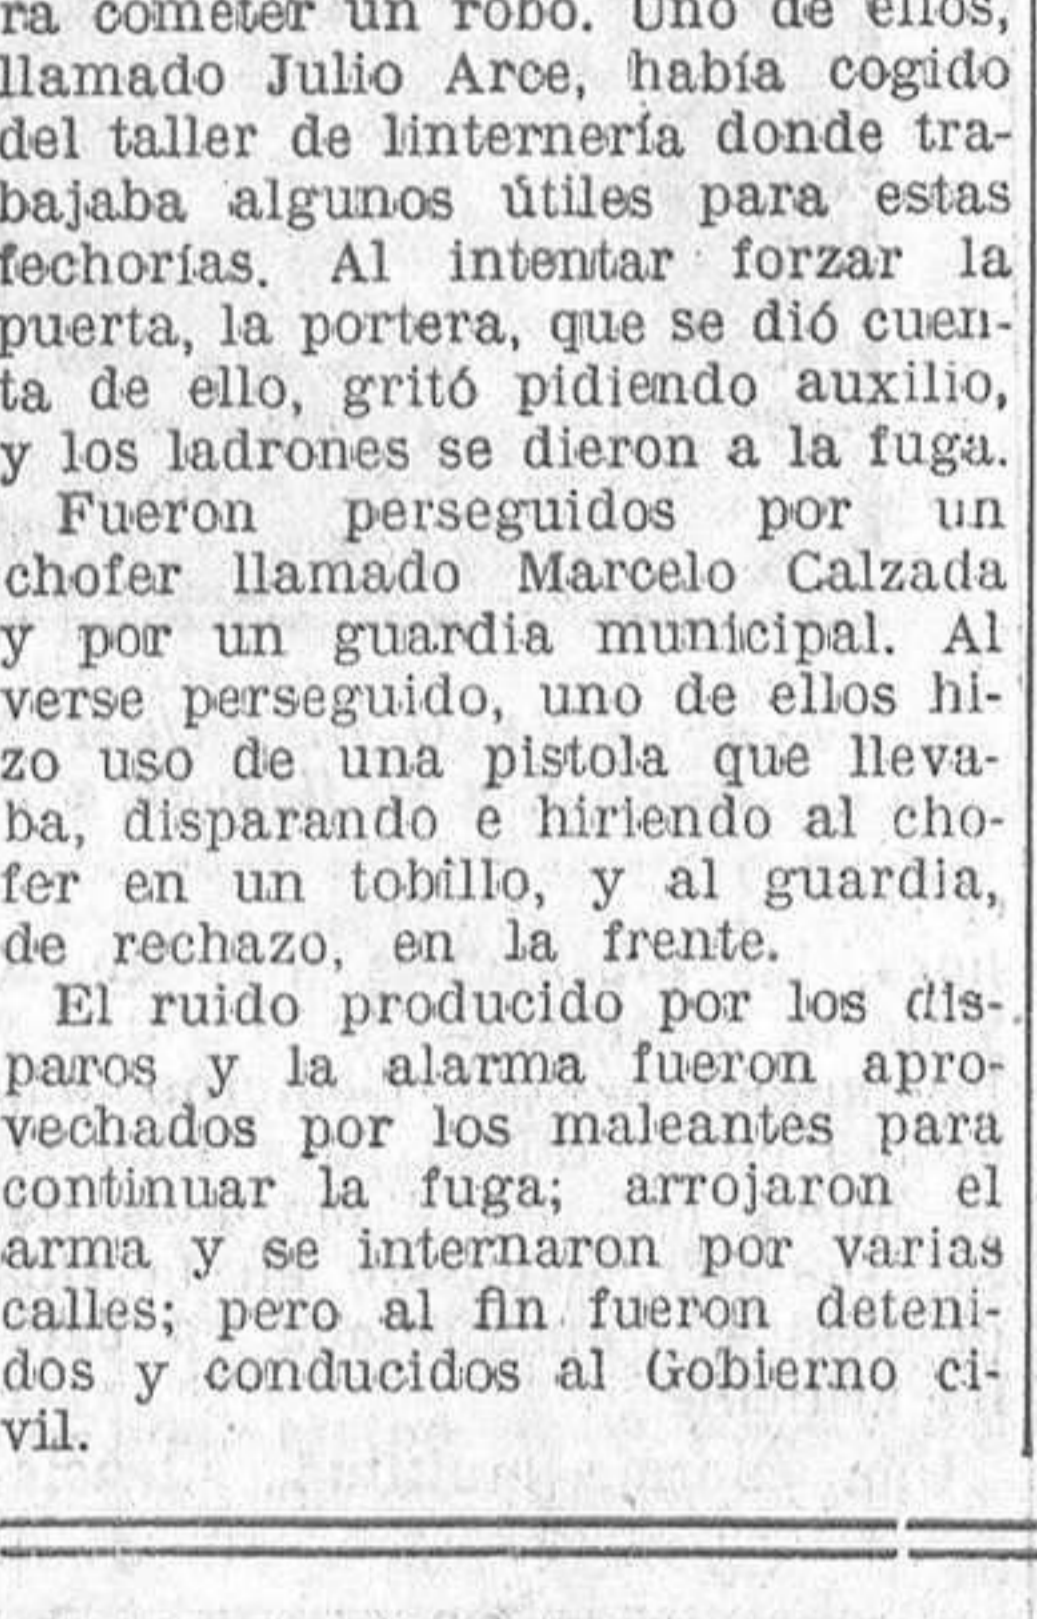 ra cometer un robo. Uno de ellos,
llamado Julio Arce, había cogido
del taller de linternería donde tra-
bajaba algunos útiles para estas
fechorías. Al intentar forzar la
puerta, la portera, que se dió cuen-
ta de ello, gritó pidiendo auxilio,
y los ladrones se dieron a la fuga.
Fueron perseguidos por un
chofer llamado Marcelo Calzada
y por un guardia municipal. Al
verse perseguido, uno de ellos hi-
zo uso de una pistola que lleva-
ba, disparando e hiriendo al cho-
fer en un tobillo, y al guardia,
de rechazo, en la frente.
El ruido producido por los dis-
paros y la alarma fueron apro-
vechados por los maleantes para
continuar la fuga; arrojaron el
arma y se internaron por varias
calles; pero al fin fueron deteni-
dos y conducidos al Gobierno ci-
vil.